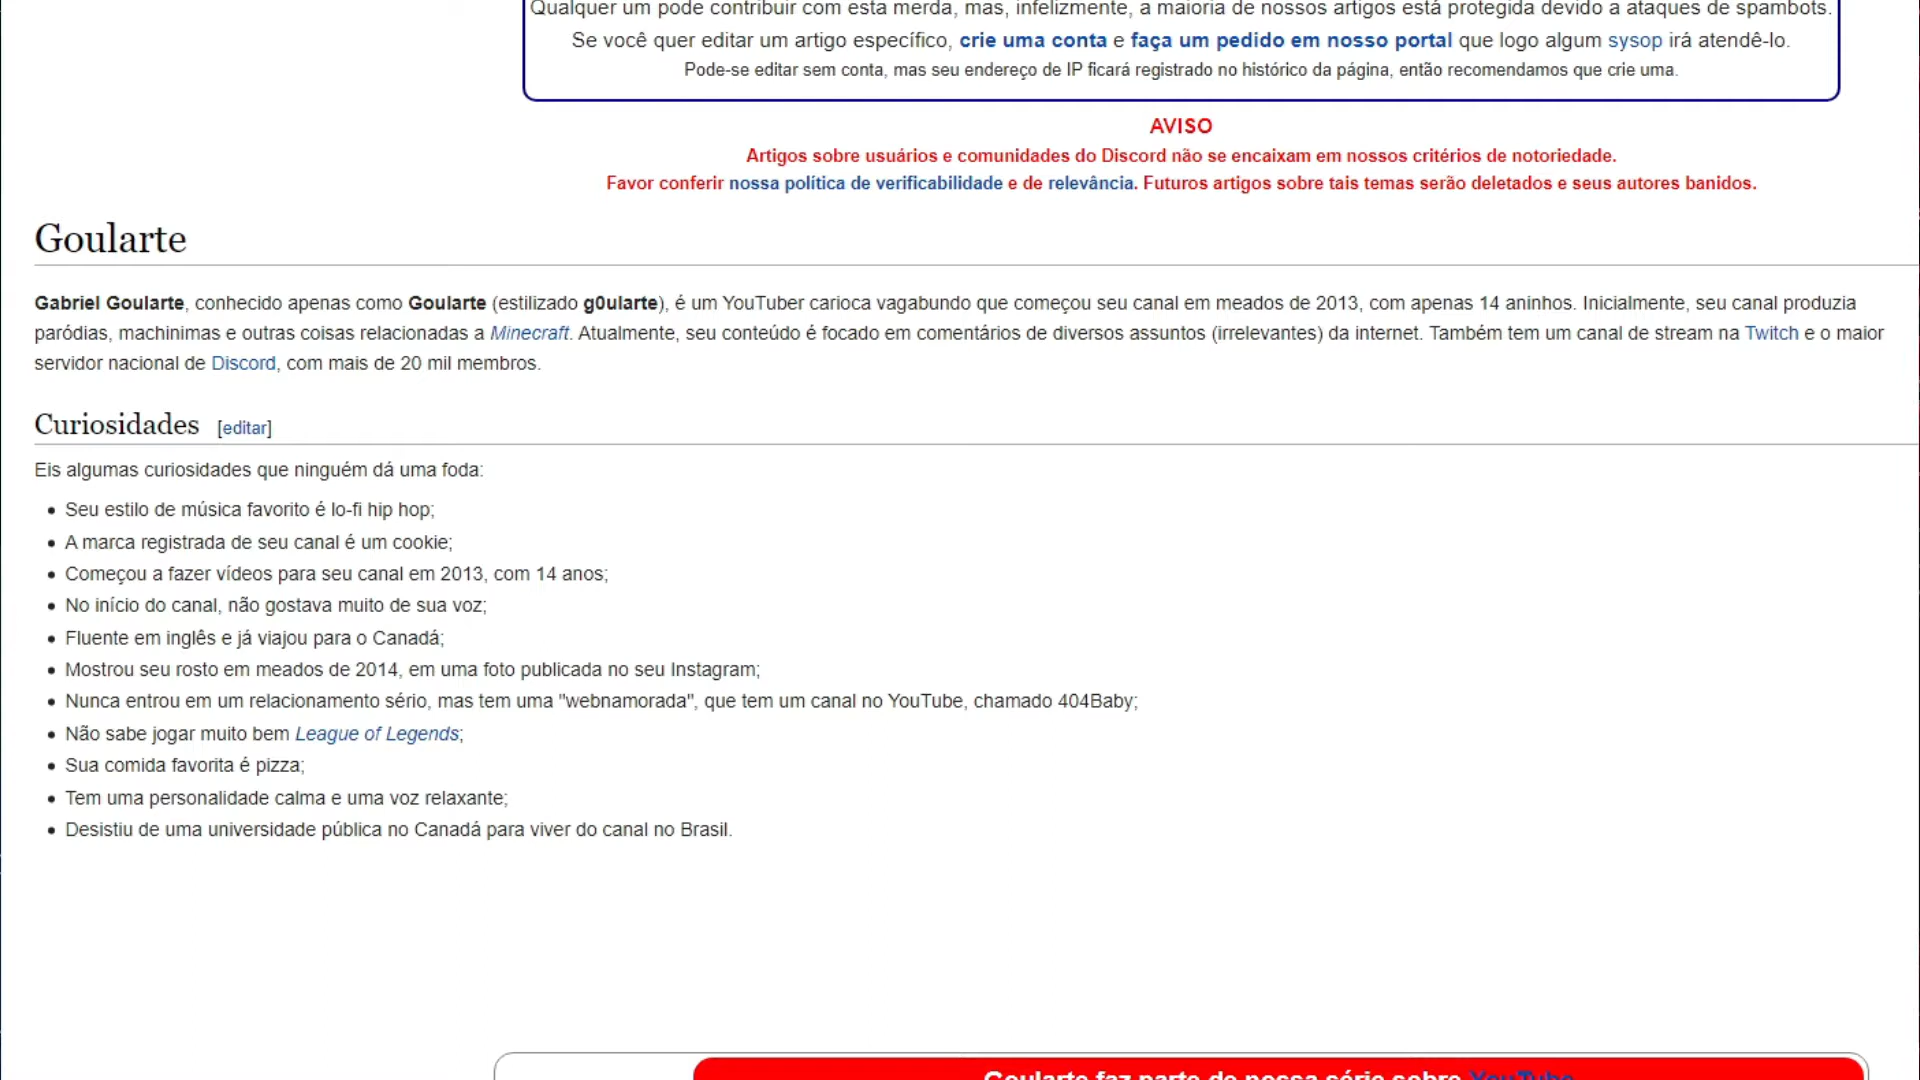 Qualquer um pode contribuir com esta merda, mas, infelizmente, a maioria de nossos artigos está protegida devido a ataques de spambots.
Se você quer editar um artigo específico, crie uma conta e faça um pedido em nosso portal que logo algum sysop irá atendê-lo.
Pode-se editar sem conta, mas seu endereço de IP ficará registrado no histórico da página, então recomendamos que crie uma.
AVISO
Artigos sobre usuários e comunidades do Discord não se encaixam em nossos critérios de notoriedade.
Favor conferir nossa política de verificabilidade e de relevância. Futuros artigos sobre tais temas serão deletados e seus autores banidos.
Goularte
Gabriel Goularte, conhecido apenas como Goularte (estilizado g0ularte), é um YouTuber carioca vagabundo que começou seu canal em meados de 2013, com apenas 14 aninhos. Inicialmente, seu canal produzia
paródias, machinimas e outras coisas relacionadas a Minecraft. Atualmente, seu conteúdo é focado em comentários de diversos assuntos (irrelevantes) da internet. Também tem um canal de stream na Twitch e o maior
servidor nacional de Discord, com mais de 20 mil membros.
Curiosidades [editar]
Eis algumas curiosidades que ninguém dá uma foda:
• Seu estilo de música favorito é lo-fi hip hop;
• A marca registrada de seu canal é um cookie;
• Começou a fazer vídeos para seu canal em 2013, com 14 anos;
• No início do canal, não gostava muito de sua voz;
• Fluente em inglês e já viajou para o Canadá;
• Mostrou seu rosto em meados de 2014, em uma foto publicada no seu Instagram;
• Nunca entrou em um relacionamento sério, mas tem uma "webnamorada", que tem um canal no YouTube, chamado 404Baby;
• Não sabe jogar muito bem League of Legends;
• Sua comida favorita é pizza;
• Tem uma personalidade calma e uma voz relaxante;
• Desistiu de uma universidade pública no Canadá para viver do canal no Brasil.
Goularte faz parte de nossa série sobre YouTube